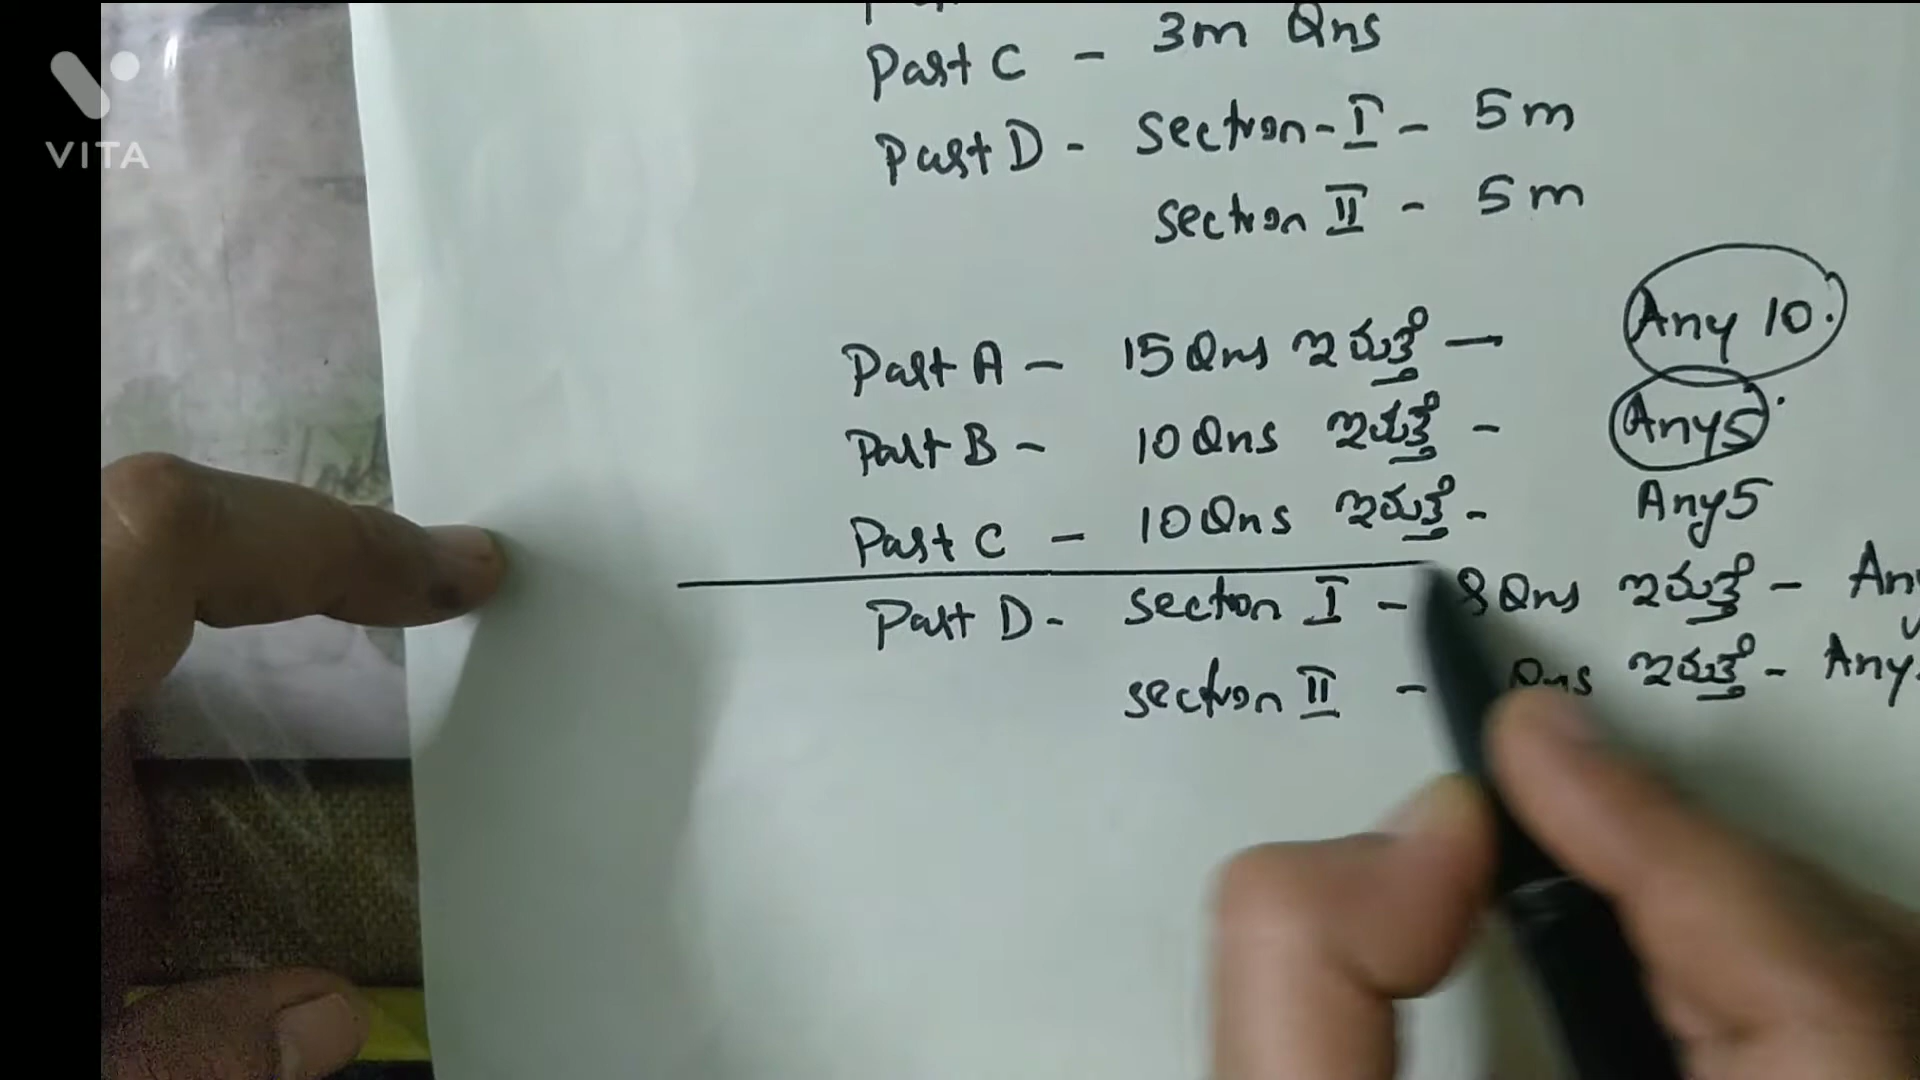 VITA
Part C - 3m Qns
Part D - Section - I - 5m
Section II - 5m
Part A - 15 Qns ಇರುತ್ತೆ - Any 10.
Part B - 10 Qns ಇರುತ್ತೆ - Any 5
Part C - 10 Qns ಇರುತ್ತೆ - Any 5
Part D - Section I - Qns ಇರುತ್ತೆ -
Section II - Qns ಇರುತ್ತೆ - Any